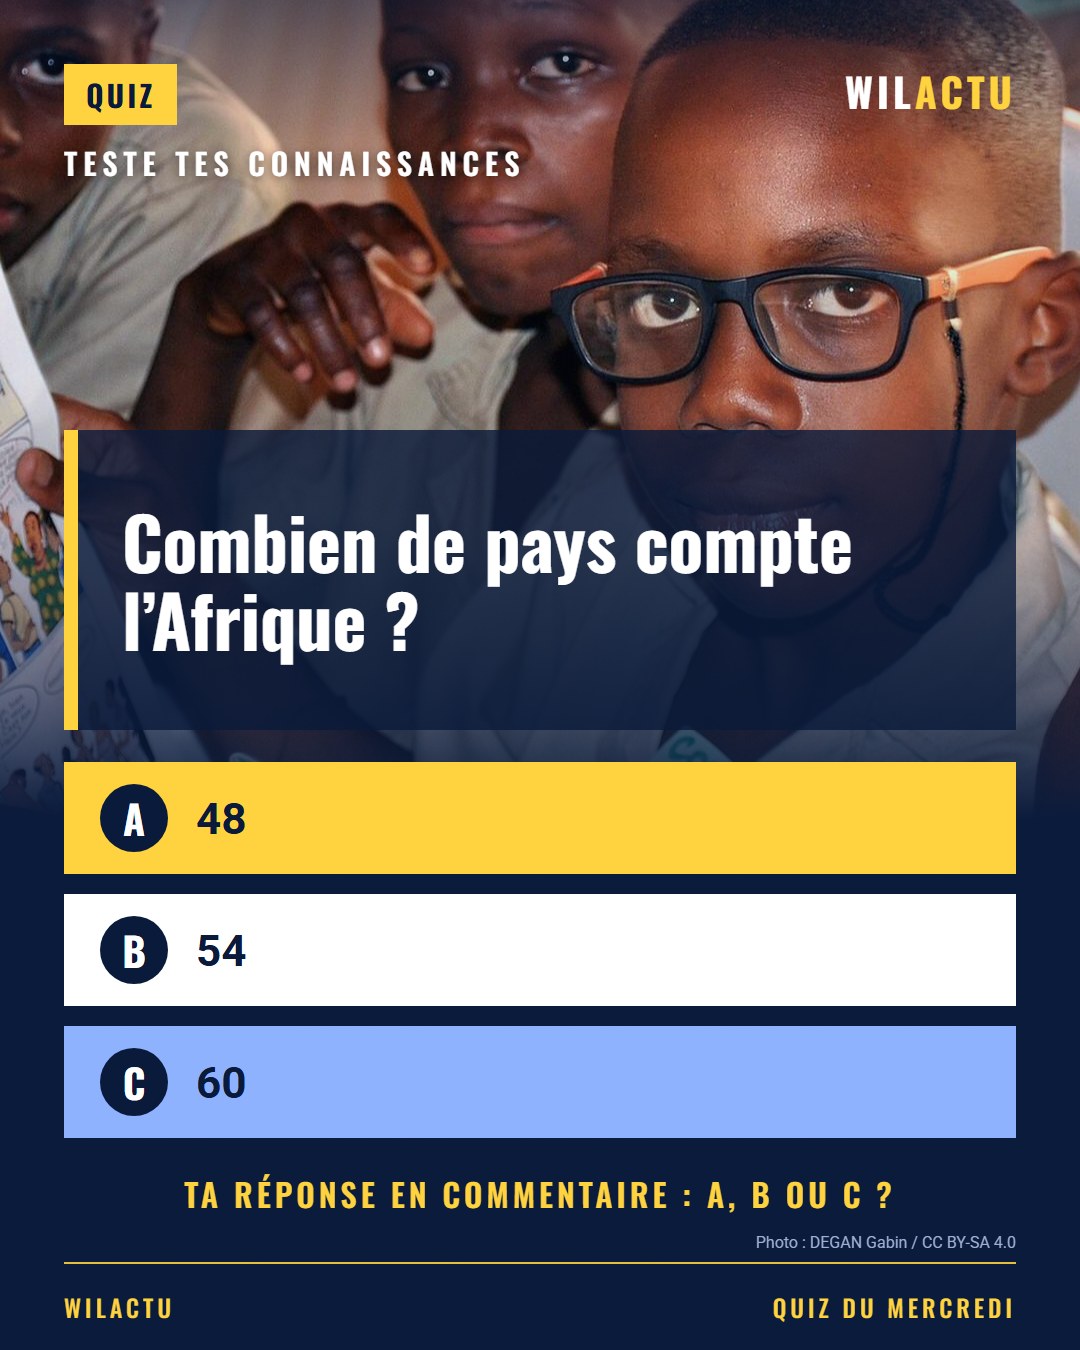 QUIZ
WILACTU
TESTE TES CONNAISSANCES
Combien de pays compte
l’Afrique ?
A 48
B 54
C 60
TA RÉPONSE EN COMMENTAIRE : A, B OU C ?
Photo : DEGAN Gabin / CC BY-SA 4.0
WILACTU
QUIZ DU MERCREDI